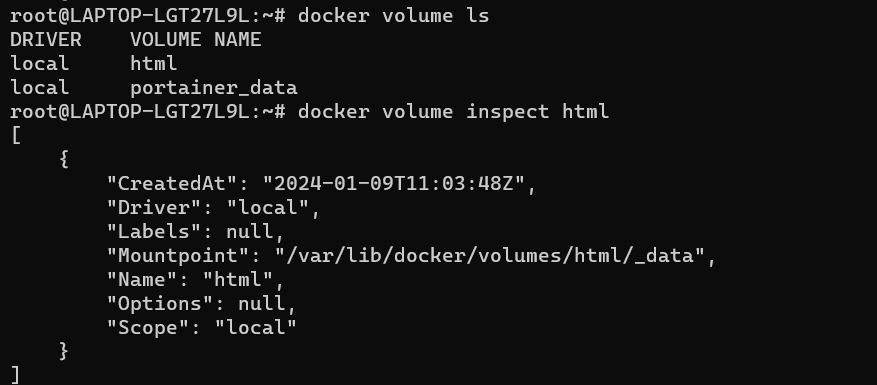 root@LAPTOP-LGT27L9L:~# docker volume ls
DRIVER    VOLUME NAME
local     html
local     portainer_data
root@LAPTOP-LGT27L9L:~# docker volume inspect html
[
    {
        "CreatedAt": "2024-01-09T11:03:48Z",
        "Driver": "local",
        "Labels": null,
        "Mountpoint": "/var/lib/docker/volumes/html/_data",
        "Name": "html",
        "Options": null,
        "Scope": "local"
    }
]